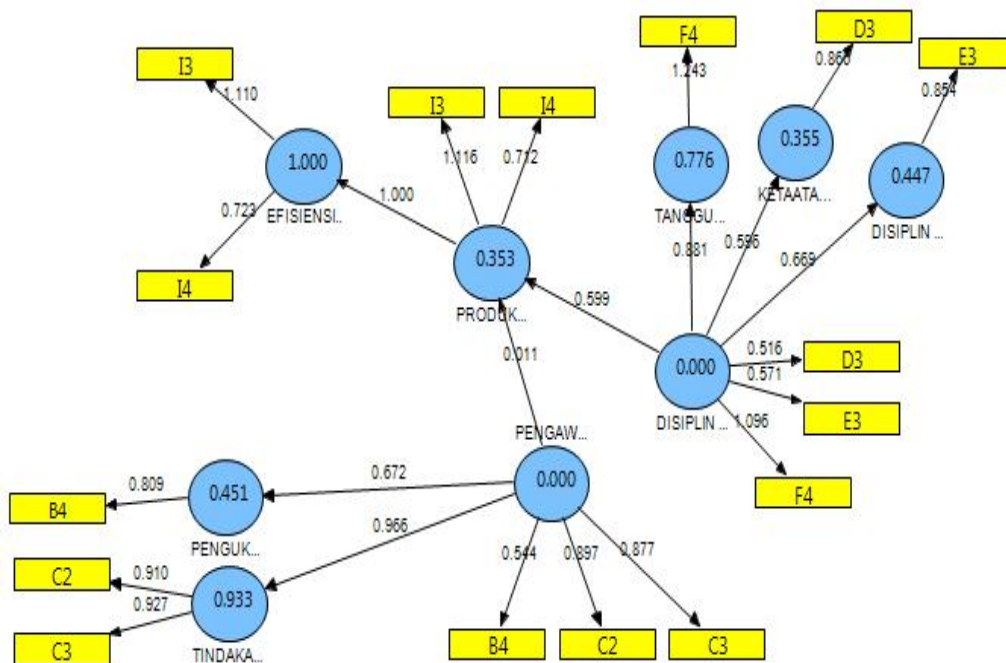 F4
D3
E3
I3
1.243
0.860
0.854
1.110
I3
I4
1.116
0.712
0.776
0.355
0.447
1.000
EFISIENSI..
TANGGU...
KETAATA...
DISIPLIN ...
1.000
0.723
I4
0.353
PRODUK...
0.881
0.596
0.669
0.599
0.011
0.000
DISIPLIN ...
0.516
D3
0.571
E3
1.096
F4
PENGAW...
0.000
0.672
0.809
B4
0.451
PENGUK...
0.966
0.544
0.897
0.877
C2
0.910
0.927
C3
0.933
TINDAKA...
B4
C2
C3